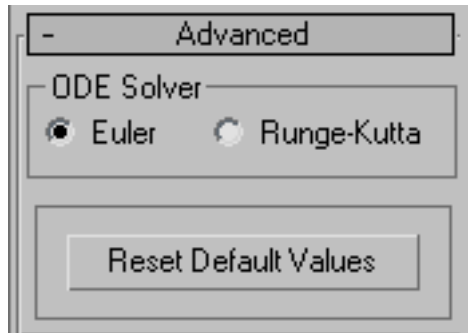 - Advanced
ODE Solver
Euler Runge-Kutta
Reset Default Values